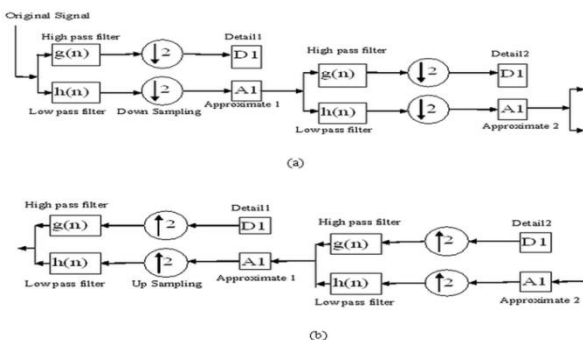 Original Signal
High pass filter
Detail1
g(n)
↓2
D1
h(n)
↓2
A1
Low pass filter
Down Sampling
Approximate 1
High pass filter
Detail2
g(n)
↓2
D1
h(n)
↓2
A1
Low pass filter
Approximate 2
(a)
High pass filter
Detail1
g(n)
↑2
D1
h(n)
↑2
A1
Low pass filter
Up Sampling
Approximate 1
High pass filter
Detail2
g(n)
↑2
D1
h(n)
↑2
A1
Low pass filter
Approximate 2
(b)